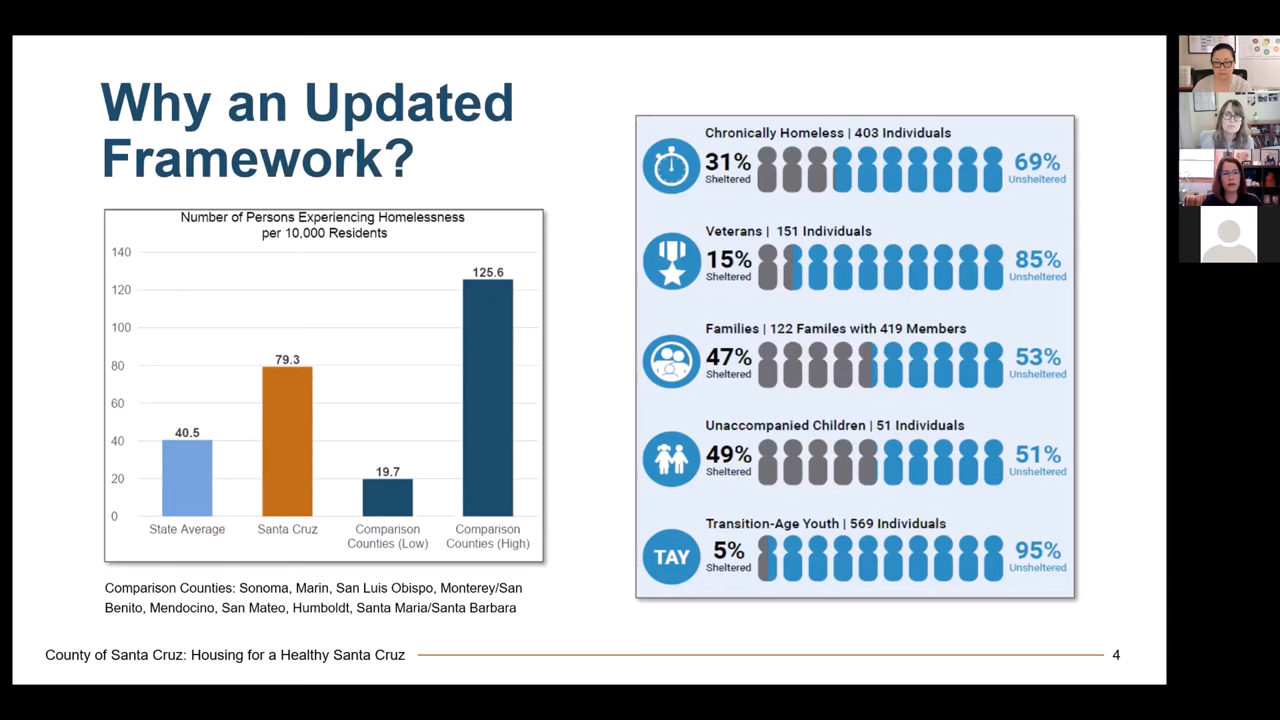 Why an Updated
Framework?
Number of Persons Experiencing Homelessness
per 10,000 Residents
140
120
100
80
60
40
20
0
40.5
79.3
19.7
125.6
State Average
Santa Cruz
Comparison
Counties (Low)
Comparison
Counties (High)
Comparison Counties: Sonoma, Marin, San Luis Obispo, Monterey/San
Benito, Mendocino, San Mateo, Humboldt, Santa Maria/Santa Barbara
Chronically Homeless | 403 Individuals
31%
Sheltered
69%
Unsheltered
Veterans | 151 Individuals
15%
Sheltered
85%
Unsheltered
Families | 122 Familes with 419 Members
47%
Sheltered
53%
Unsheltered
Unaccompanied Children | 51 Individuals
49%
Sheltered
51%
Unsheltered
Transition-Age Youth | 569 Individuals
TAY
5%
Sheltered
95%
Unsheltered
County of Santa Cruz: Housing for a Healthy Santa Cruz
4